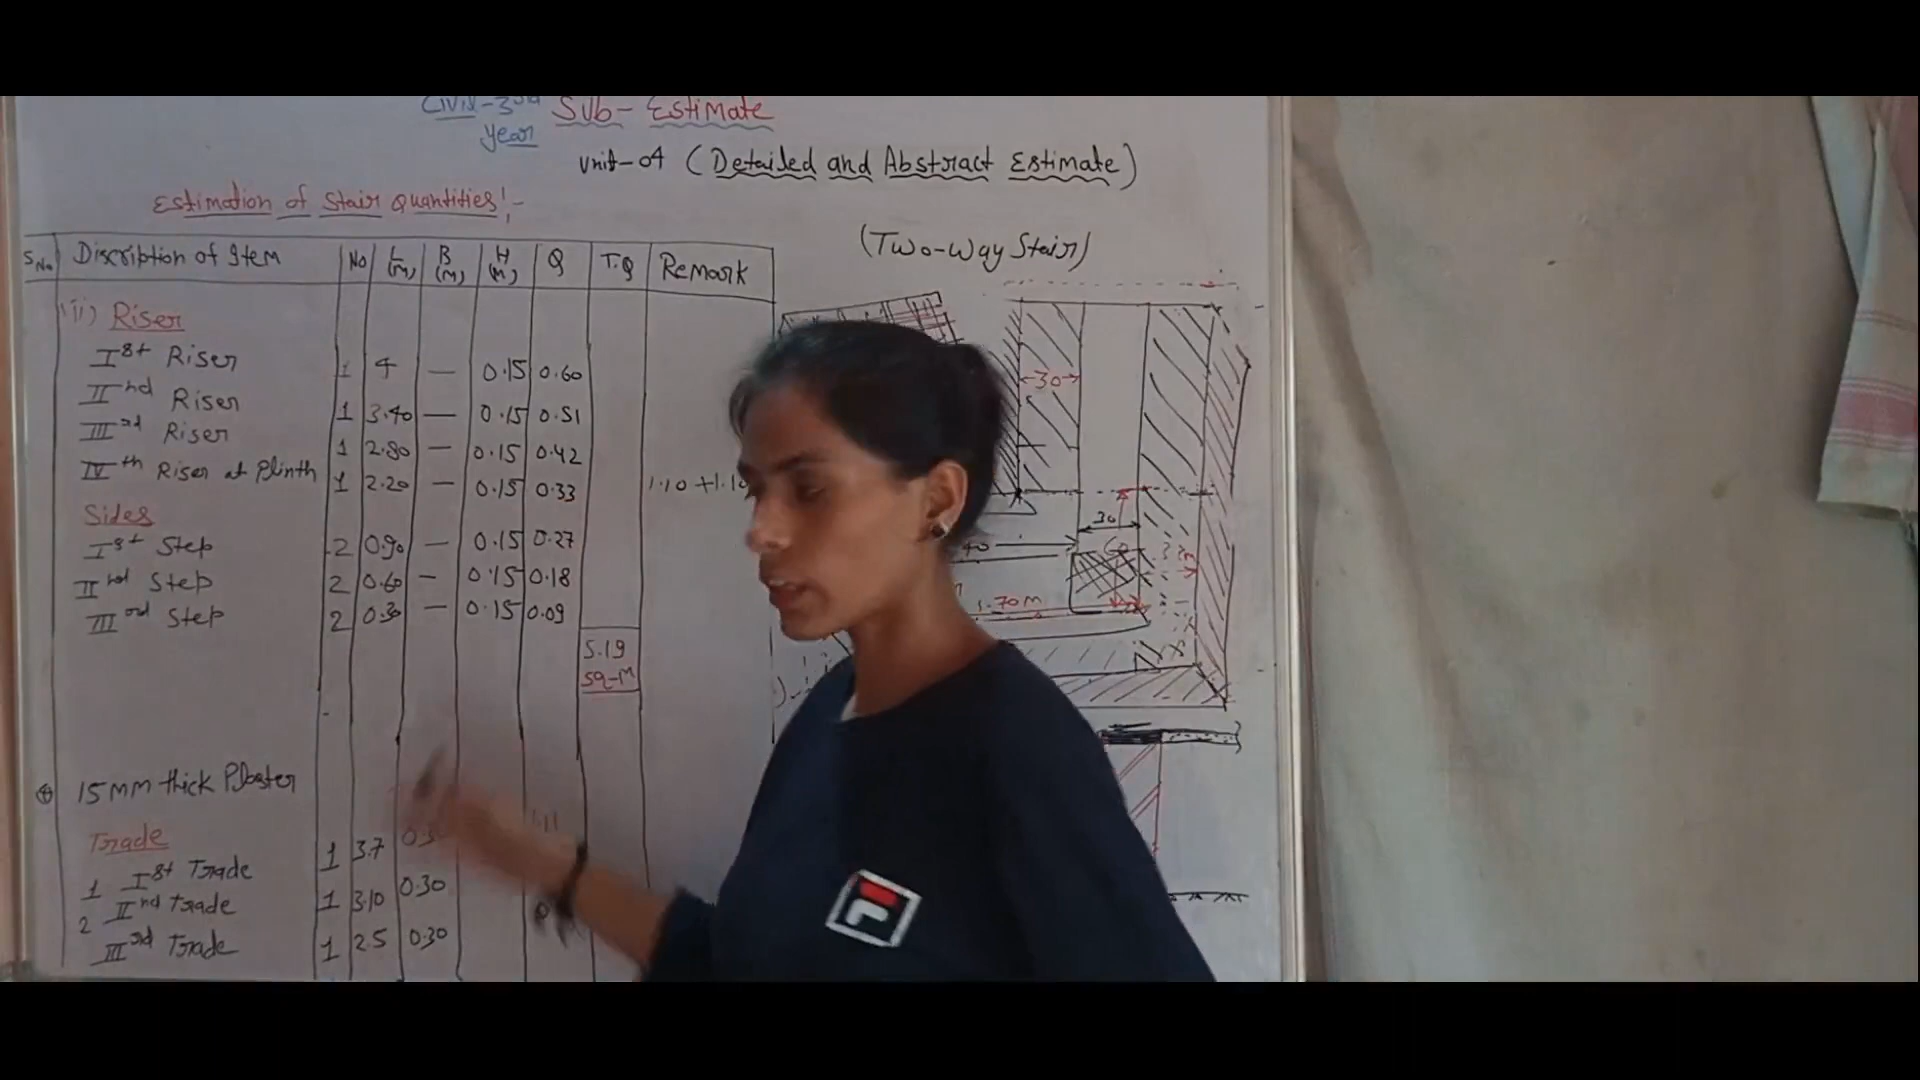 Civil-3rd Sub- Estimate
Year
Unit-04 (Detailed and Abstract Estimate)
Estimation of Stair Quantities:-
(Two-Way Stair)
S.No Discription of Item No L (m) B (m) H (m) Q T.Q Remark
(ii) Riser
Ist Riser 1 4 — 0.15 0.60
IInd Riser 1 3.40 — 0.15 0.51
IIIrd Riser 1 2.80 — 0.15 0.42
IVth Riser at Plinth 1 2.20 — 0.15 0.33 1.10 +1.10
Sides
Ist Step 2 0.90 — 0.15 0.27
IInd Step 2 0.60 — 0.15 0.18
IIIrd Step 2 0.30 — 0.15 0.09
5.19
sq-m
④ 15mm thick Plaster
Trade
1 Ist Trade 1 3.7
2 IInd Trade 1 3.10 0.30
IIIrd Trade 1 2.5 0.30
30
30
60
.70m